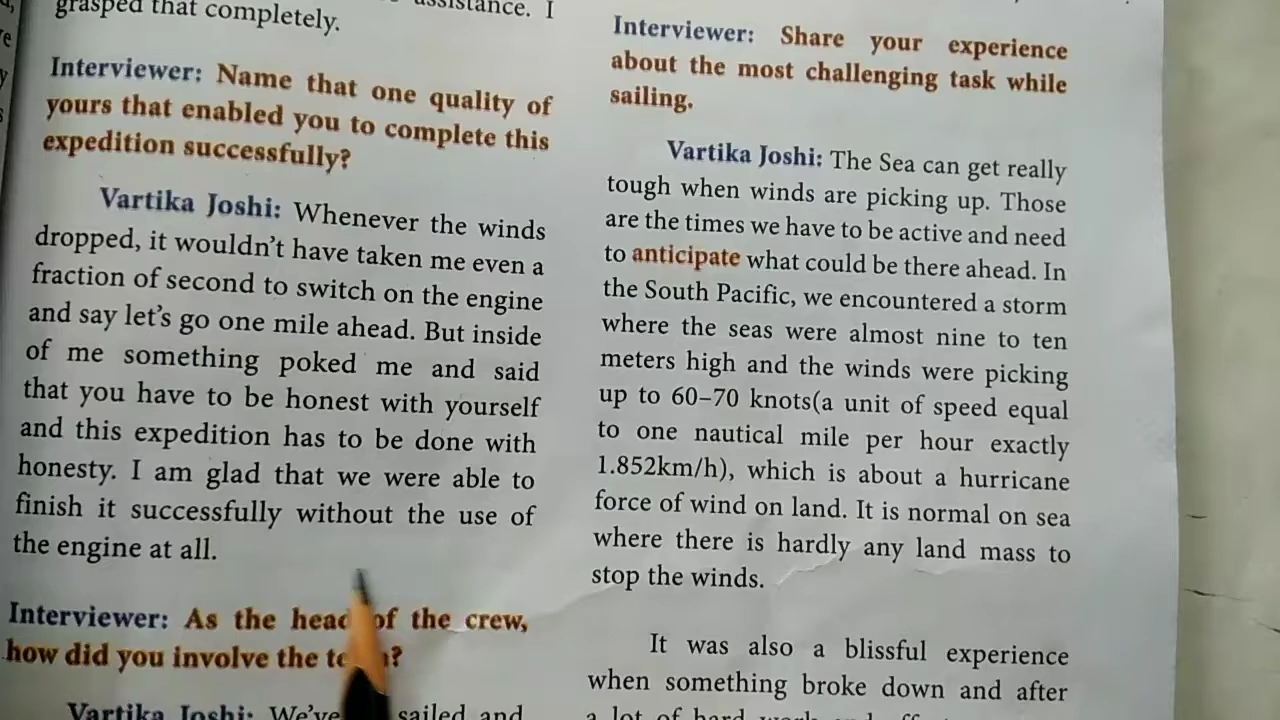 assistance. I
grasped that completely.
Interviewer: Name that one quality of
yours that enabled you to complete this
expedition successfully?
Vartika Joshi: Whenever the winds
dropped, it wouldn't have taken me even a
fraction of second to switch on the engine
and say let's go one mile ahead. But inside
of me something poked me and said
that you have to be honest with yourself
and this expedition has to be done with
honesty. I am glad that we were able to
finish it successfully without the use of
the engine at all.
Interviewer: As the head of the crew,
how did you involve the
Vartika Joshi: We've sailed and
Interviewer: Share your experience
about the most challenging task while
sailing.
Vartika Joshi: The Sea can get really
tough when winds are picking up. Those
are the times we have to be active and need
to anticipate what could be there ahead. In
the South Pacific, we encountered a storm
where the seas were almost nine to ten
meters high and the winds were picking
up to 60–70 knots(a unit of speed equal
to one nautical mile per hour exactly
1.852km/h), which is about a hurricane
force of wind on land. It is normal on sea
where there is hardly any land mass to
stop the winds.
It was also a blissful experience
when something broke down and after
a lot of hard work and